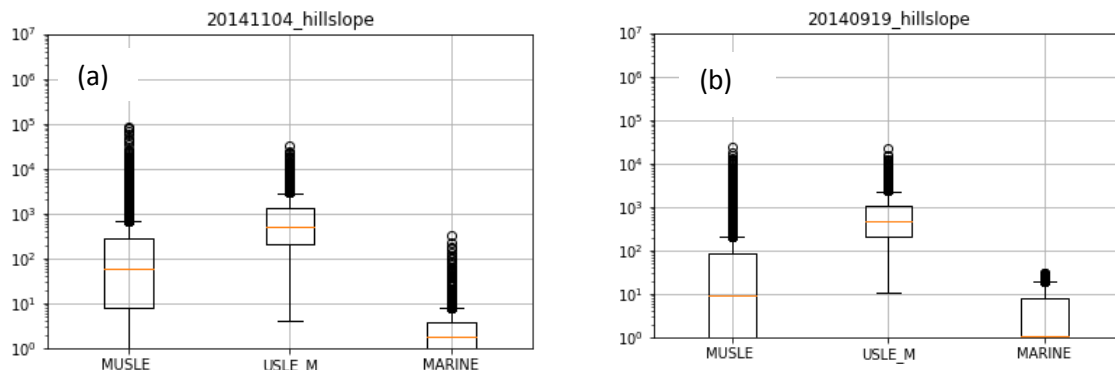 20141104_hillslope
(a)
10⁷
10⁶
10⁵
10⁴
10³
10²
10¹
10⁰
MUSLE USLE_M MARINE
20140919_hillslope
(b)
10⁷
10⁶
10⁵
10⁴
10³
10²
10¹
10⁰
MUSLE USLE_M MARINE